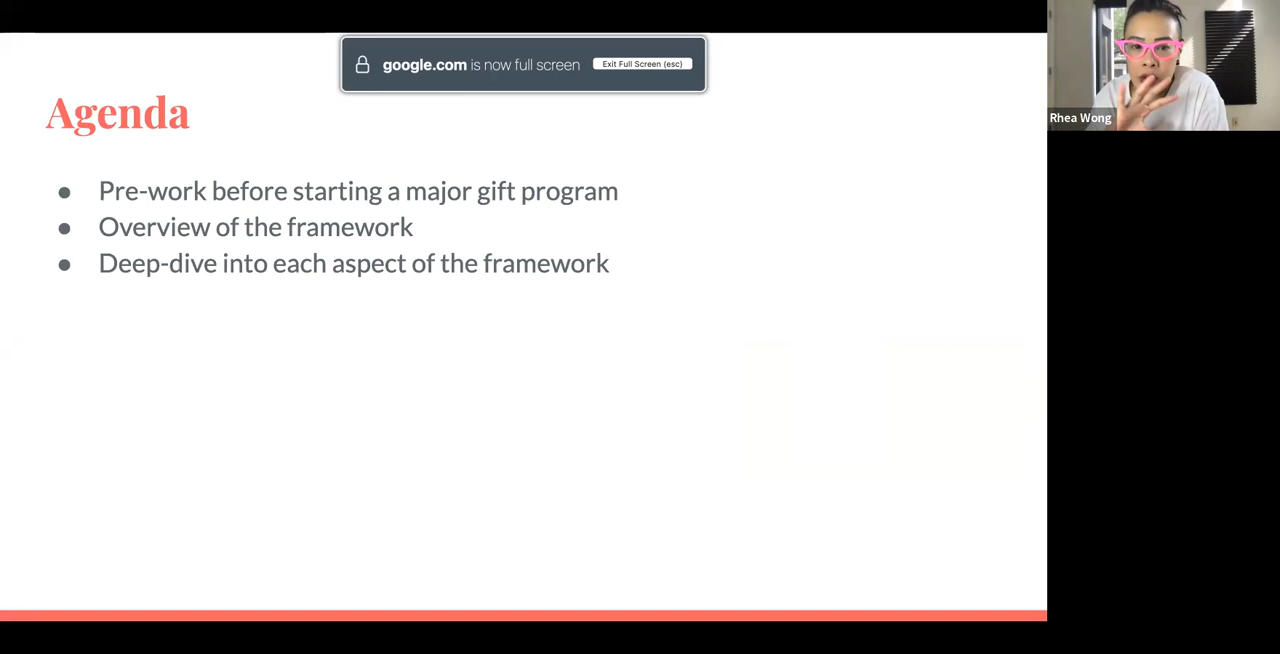 google.com is now full screen Exit Full Screen (esc)
Agenda
● Pre-work before starting a major gift program
● Overview of the framework
● Deep-dive into each aspect of the framework
Rhea Wong